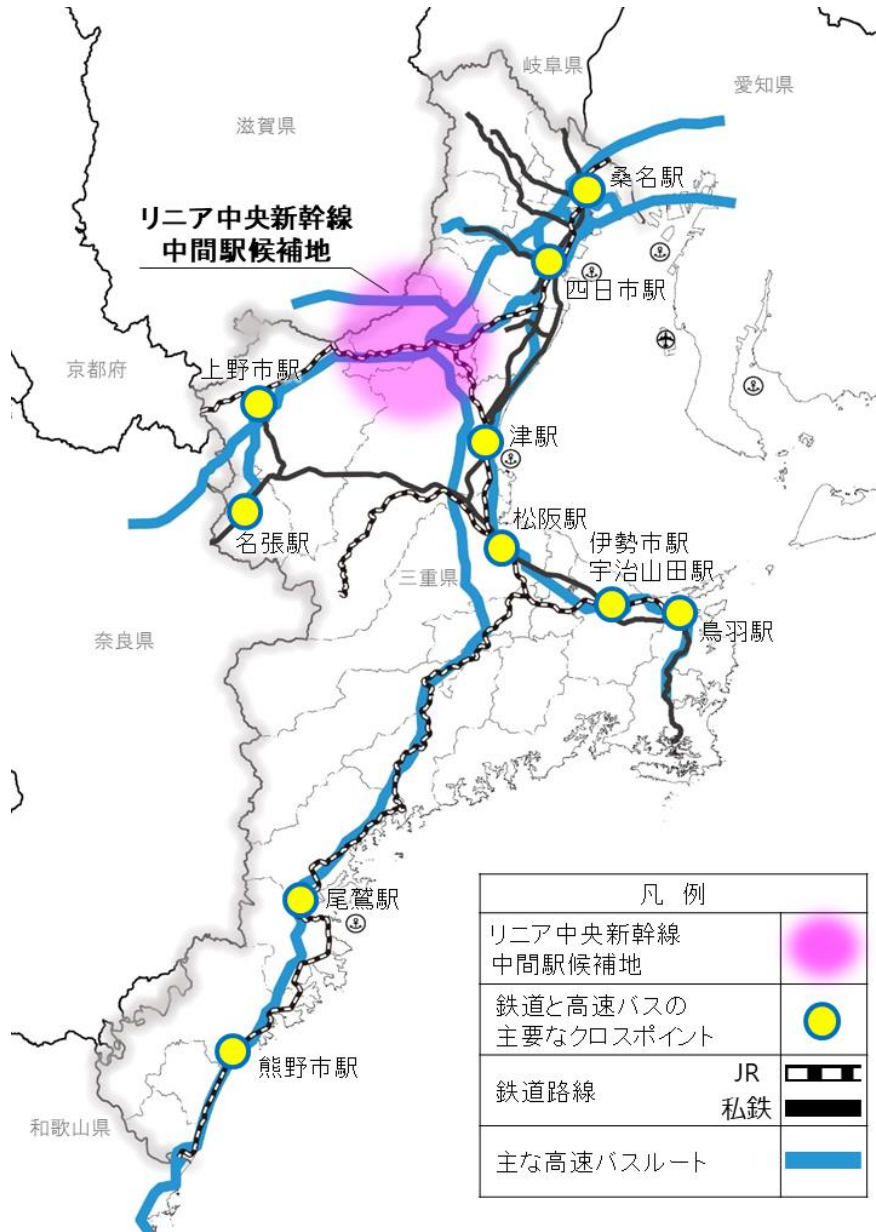 岐阜県
愛知県
滋賀県
桑名駅
リニア中央新幹線
中間駅候補地
四日市駅
京都府
上野市駅
津駅
名張駅
松阪駅
伊勢市駅
宇治山田駅
三重県
鳥羽駅
奈良県
尾鷲駅
熊野市駅
和歌山県
凡 例
リニア中央新幹線
中間駅候補地
鉄道と高速バスの
主要なクロスポイント
鉄道路線
JR
私鉄
主な高速バスルート